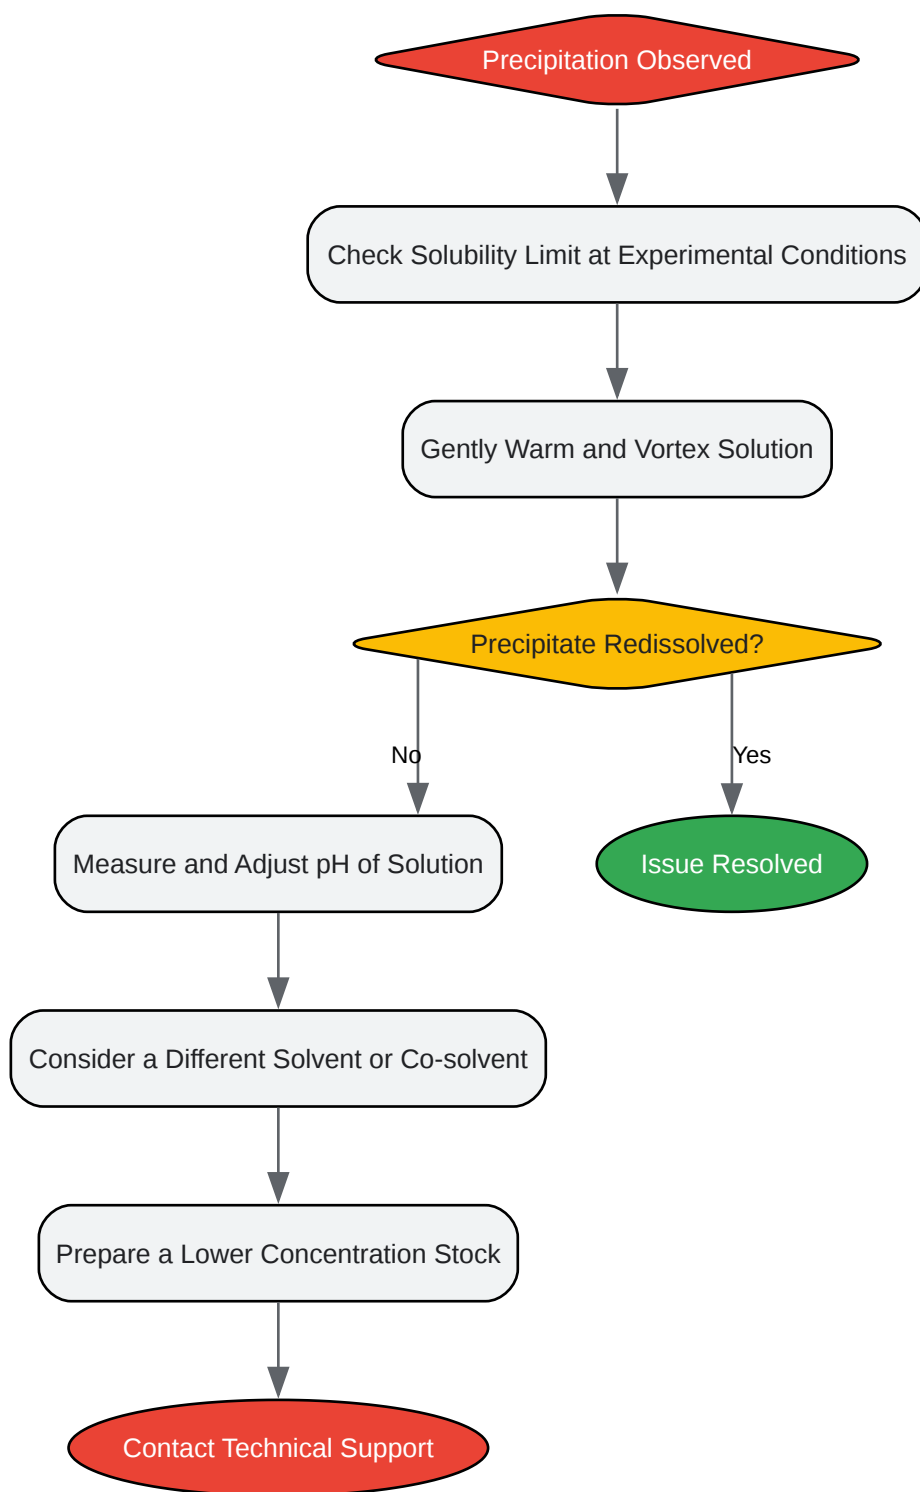 Precipitation Observed
Check Solubility Limit at Experimental Conditions
Gently Warm and Vortex Solution
Precipitate Redissolved?
No
Yes
Measure and Adjust pH of Solution
Issue Resolved
Consider a Different Solvent or Co-solvent
Prepare a Lower Concentration Stock
Contact Technical Support